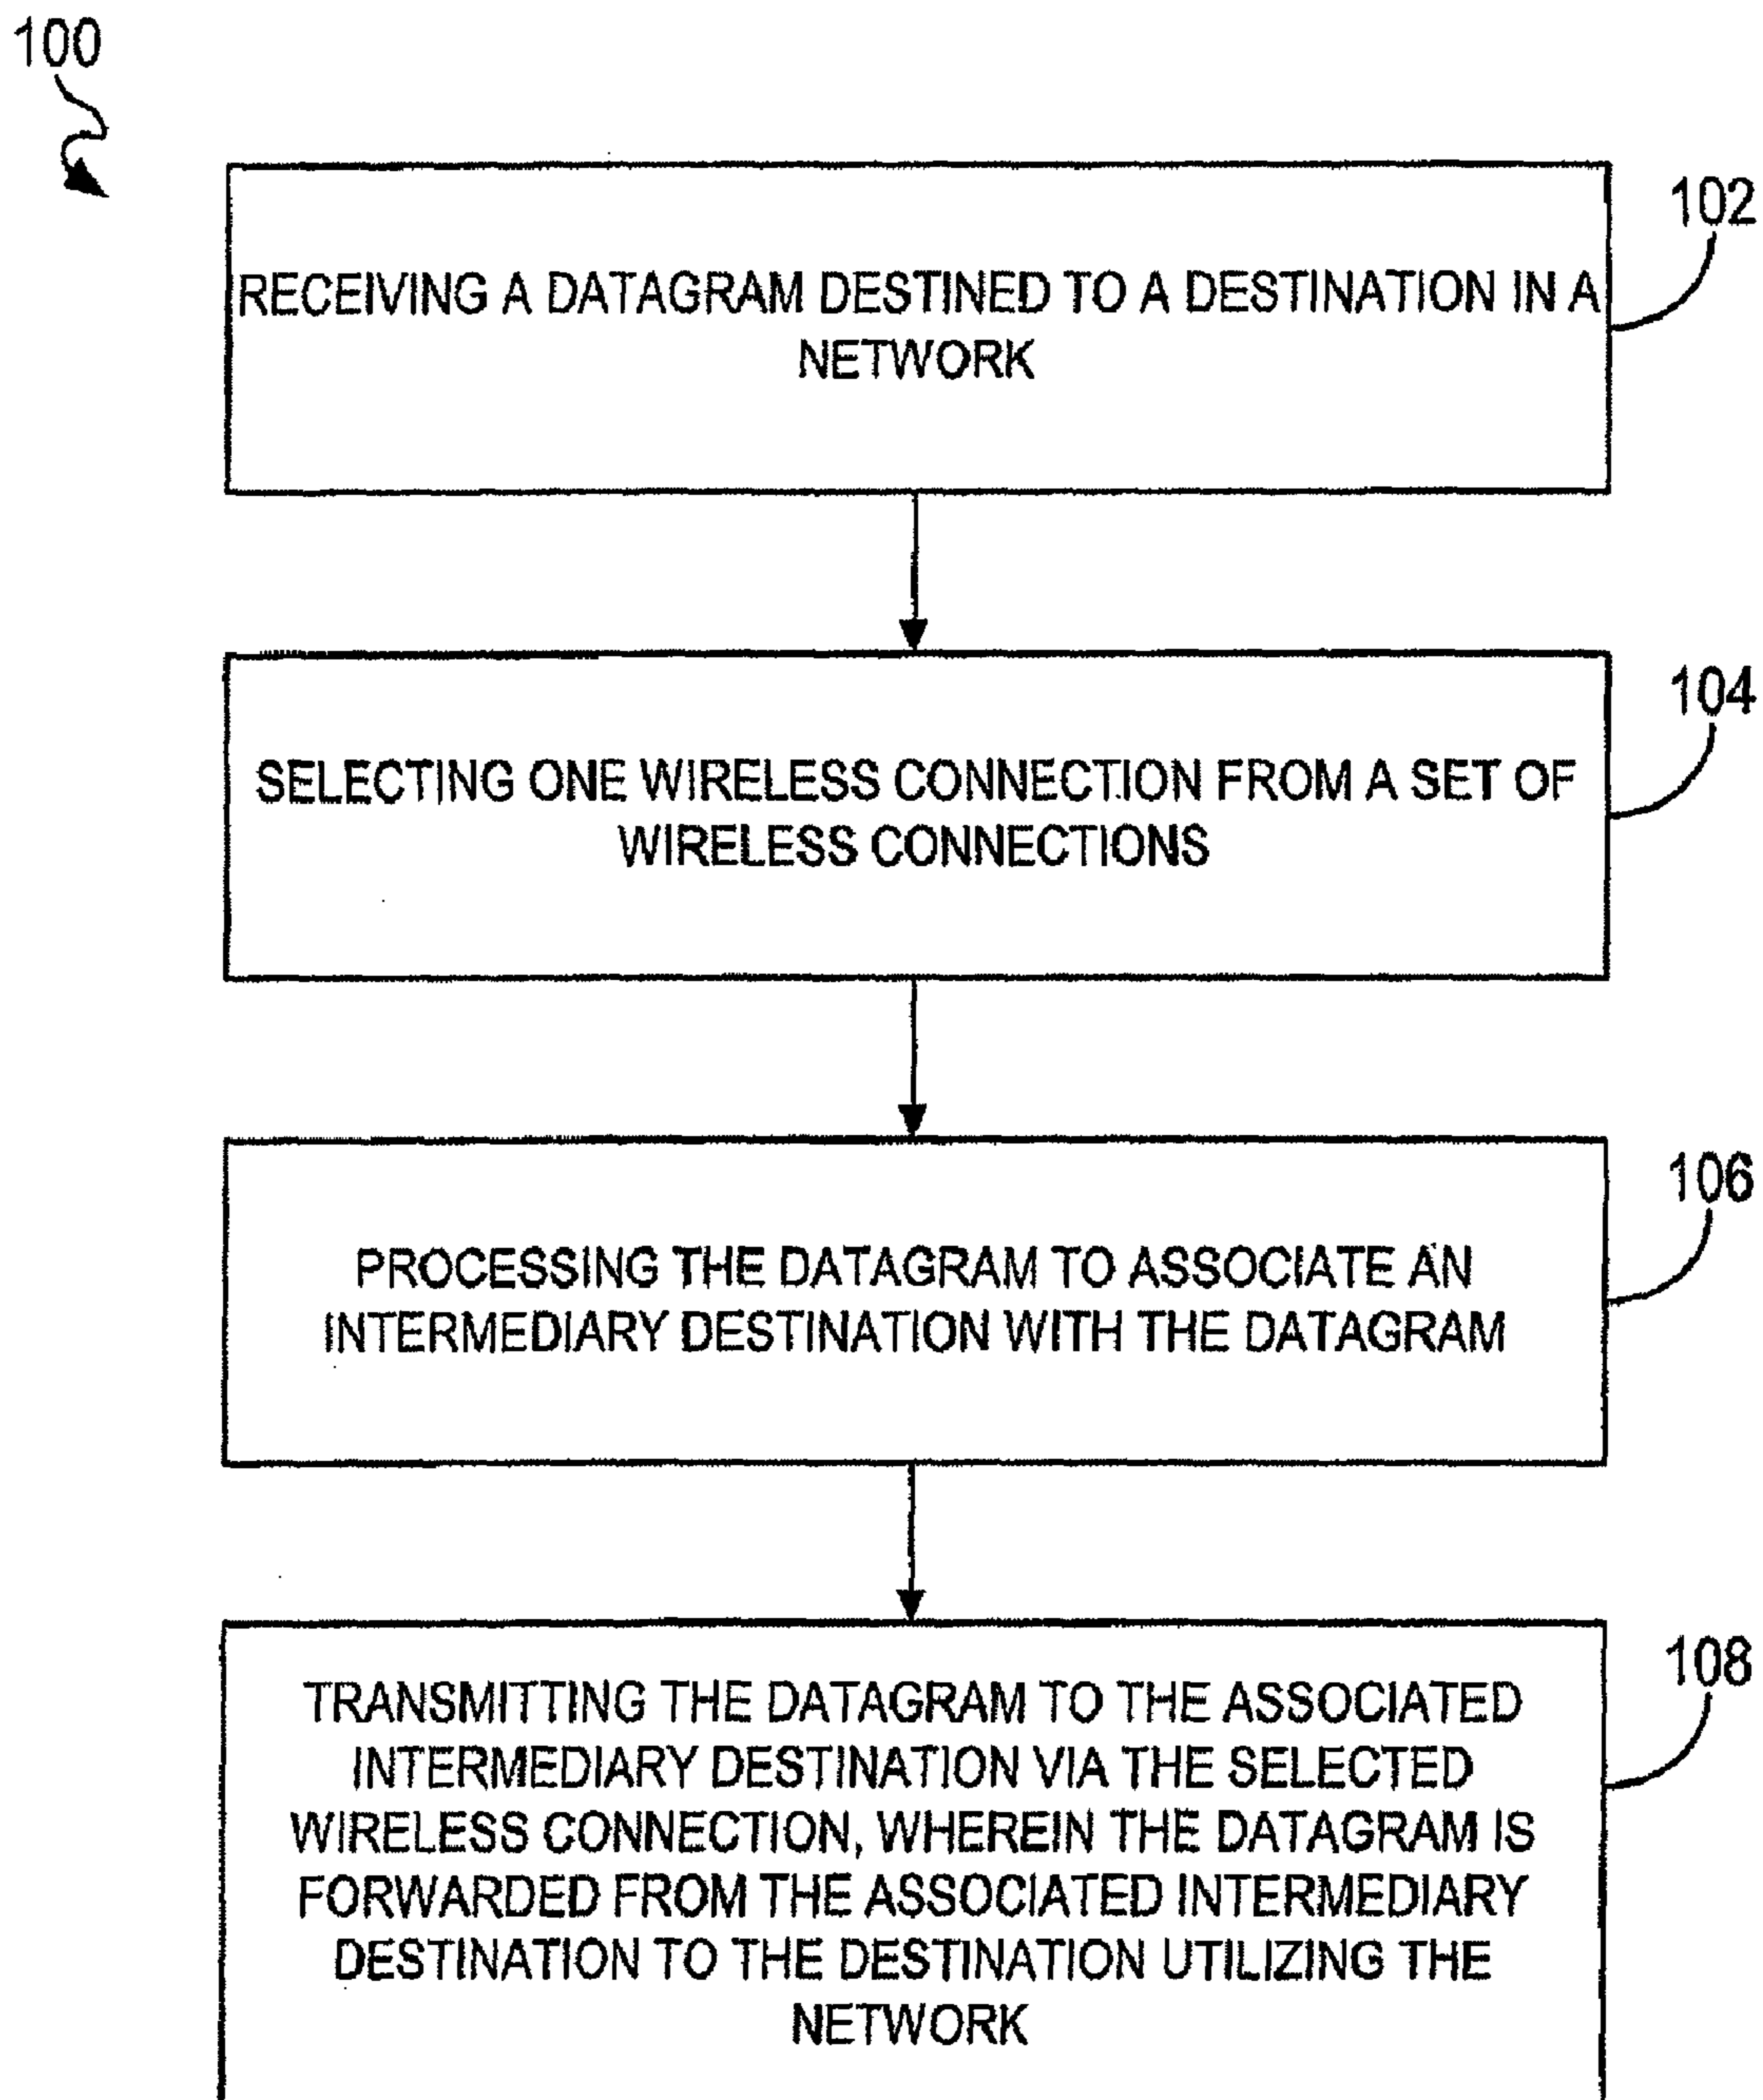 100
102
RECEIVING A DATAGRAM DESTINED TO A DESTINATION IN A
NETWORK
104
SELECTING ONE WIRELESS CONNECTION FROM A SET OF
WIRELESS CONNECTIONS
106
PROCESSING THE DATAGRAM TO ASSOCIATE AN
INTERMEDIARY DESTINATION WITH THE DATAGRAM
108
TRANSMITTING THE DATAGRAM TO THE ASSOCIATED
INTERMEDIARY DESTINATION VIA THE SELECTED
WIRELESS CONNECTION, WHEREIN THE DATAGRAM IS
FORWARDED FROM THE ASSOCIATED INTERMEDIARY
DESTINATION TO THE DESTINATION UTILIZING THE
NETWORK